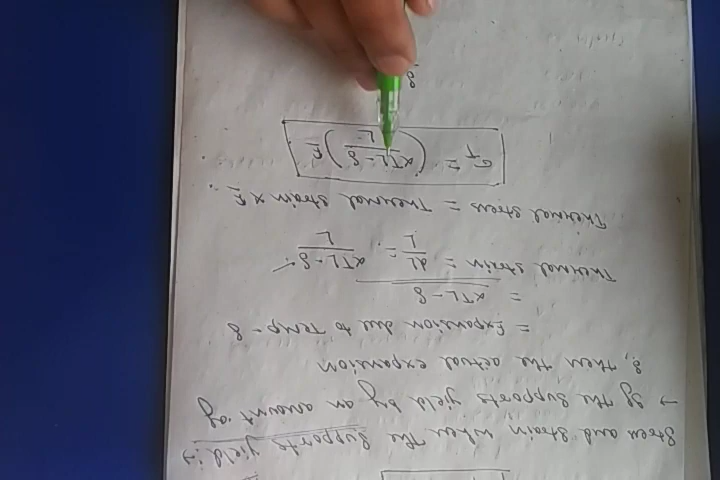 Stress and strain when the supports yield :→
→ If the supports yield by an amount of
δ, then the actual expansion
= Expansion due to Temp - δ
= αTL - δ
Thermal strain = dL/L = αTL - δ/L
Thermal stress = Thermal strain × E
σT = (αTL - δ/L) E
δ